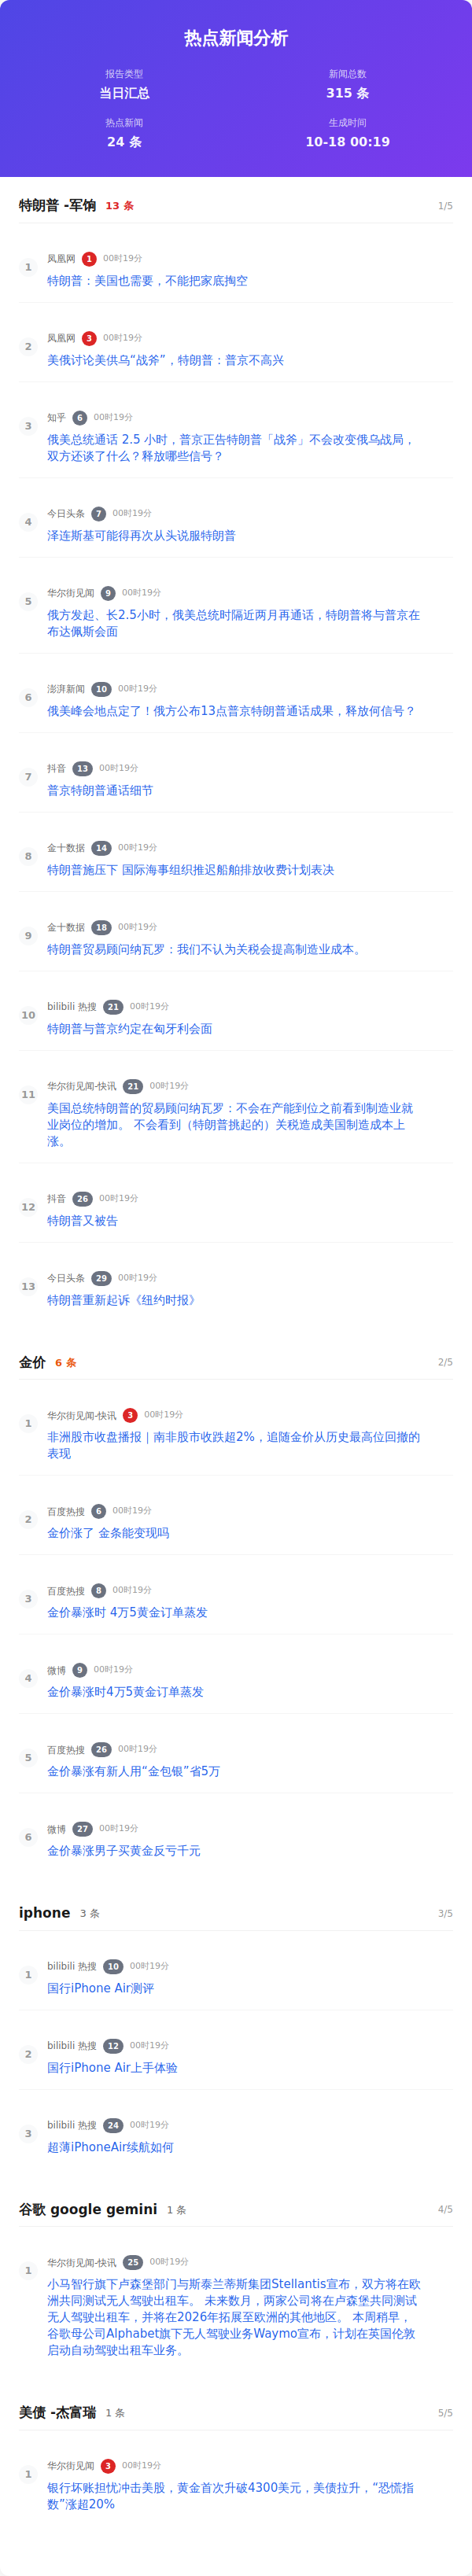 热点新闻分析
报告类型
新闻总数
当日汇总
315 条
热点新闻
生成时间
24 条
10-18 00:19
特朗普 -军饷 13 条 1/5
1
凤凰网 1 00时19分
特朗普：美国也需要，不能把家底掏空
2
凤凰网 3 00时19分
美俄讨论美供乌“战斧”，特朗普：普京不高兴
3
知乎 6 00时19分
俄美总统通话 2.5 小时，普京正告特朗普「战斧」不会改变俄乌战局，
双方还谈了什么？释放哪些信号？
4
今日头条 7 00时19分
泽连斯基可能得再次从头说服特朗普
5
华尔街见闻 9 00时19分
俄方发起、长2.5小时，俄美总统时隔近两月再通话，特朗普将与普京在
布达佩斯会面
6
澎湃新闻 10 00时19分
俄美峰会地点定了！俄方公布13点普京特朗普通话成果，释放何信号？
7
抖音 13 00时19分
普京特朗普通话细节
8
金十数据 14 00时19分
特朗普施压下 国际海事组织推迟船舶排放收费计划表决
9
金十数据 18 00时19分
特朗普贸易顾问纳瓦罗：我们不认为关税会提高制造业成本。
10
bilibili 热搜 21 00时19分
特朗普与普京约定在匈牙利会面
11
华尔街见闻-快讯 21 00时19分
美国总统特朗普的贸易顾问纳瓦罗：不会在产能到位之前看到制造业就
业岗位的增加。 不会看到（特朗普挑起的）关税造成美国制造成本上
涨。
12
抖音 26 00时19分
特朗普又被告
13
今日头条 29 00时19分
特朗普重新起诉《纽约时报》
金价 6 条 2/5
1
华尔街见闻-快讯 3 00时19分
非洲股市收盘播报｜南非股市收跌超2%，追随金价从历史最高位回撤的
表现
2
百度热搜 6 00时19分
金价涨了 金条能变现吗
3
百度热搜 8 00时19分
金价暴涨时 4万5黄金订单蒸发
4
微博 9 00时19分
金价暴涨时4万5黄金订单蒸发
5
百度热搜 26 00时19分
金价暴涨有新人用“金包银”省5万
6
微博 27 00时19分
金价暴涨男子买黄金反亏千元
iphone 3 条 3/5
1
bilibili 热搜 10 00时19分
国行iPhone Air测评
2
bilibili 热搜 12 00时19分
国行iPhone Air上手体验
3
bilibili 热搜 24 00时19分
超薄iPhoneAir续航如何
谷歌 google gemini 1 条 4/5
1
华尔街见闻-快讯 25 00时19分
小马智行旗下卢森堡部门与斯泰兰蒂斯集团Stellantis宣布，双方将在欧
洲共同测试无人驾驶出租车。 未来数月，两家公司将在卢森堡共同测试
无人驾驶出租车，并将在2026年拓展至欧洲的其他地区。 本周稍早，
谷歌母公司Alphabet旗下无人驾驶业务Waymo宣布，计划在英国伦敦
启动自动驾驶出租车业务。
美债 -杰富瑞 1 条 5/5
1
华尔街见闻 3 00时19分
银行坏账担忧冲击美股，黄金首次升破4300美元，美债拉升，“恐慌指
数”涨超20%